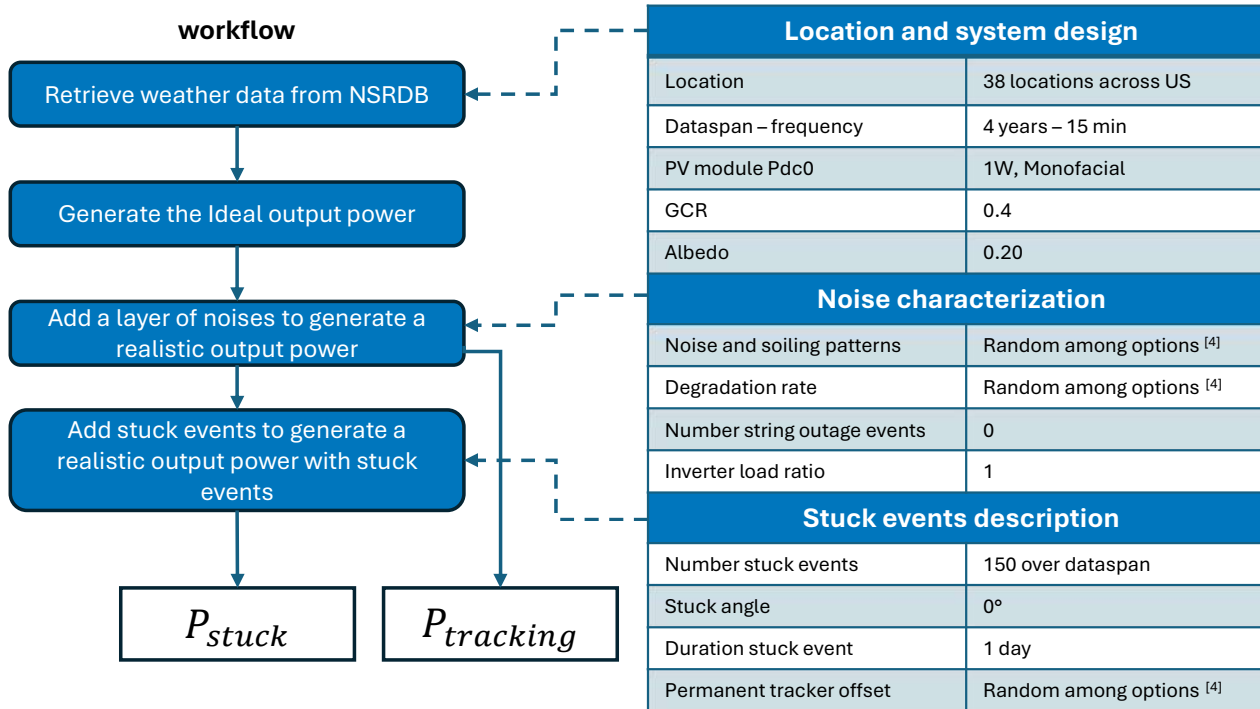 workflow
Retrieve weather data from NSRDB
Generate the Ideal output power
Add a layer of noises to generate a
realistic output power
Add stuck events to generate a
realistic output power with stuck
events
P_{stuck}
P_{tracking}
Location and system design
Location 38 locations across US
Dataspan – frequency 4 years – 15 min
PV module Pdc0 1W, Monofacial
GCR 0.4
Albedo 0.20
Noise characterization
Noise and soiling patterns Random among options [4]
Degradation rate Random among options [4]
Number string outage events 0
Inverter load ratio 1
Stuck events description
Number stuck events 150 over dataspan
Stuck angle 0°
Duration stuck event 1 day
Permanent tracker offset Random among options [4]